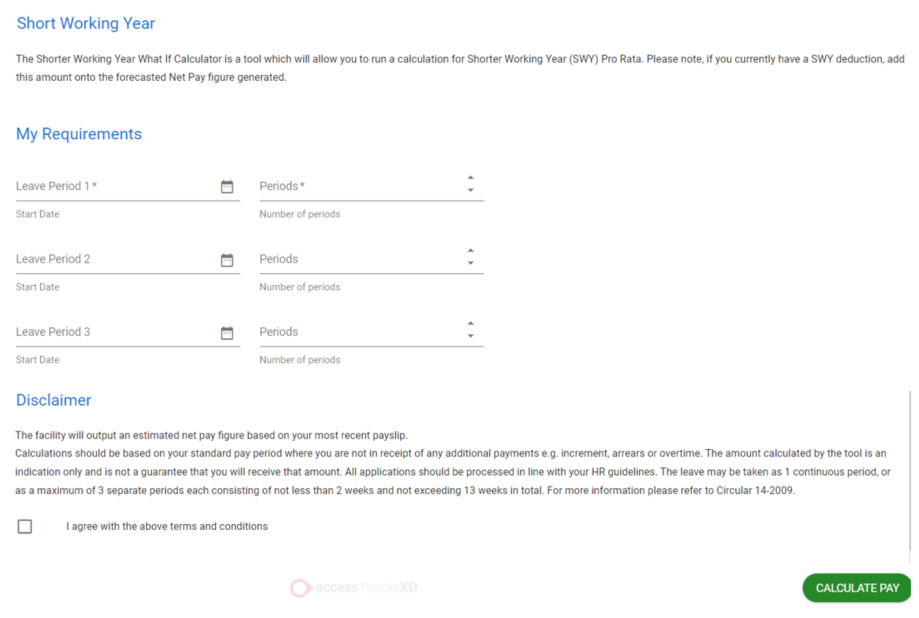 Short Working Year
The Shorter Working Year What If Calculator is a tool which will allow you to run a calculation for Shorter Working Year (SWY) Pro Rata. Please note, if you currently have a SWY deduction, add
this amount onto the forecasted Net Pay figure generated.
My Requirements
Leave Period 1* Periods*
Start Date Number of periods
Leave Period 2 Periods
Start Date Number of periods
Leave Period 3 Periods
Start Date Number of periods
Disclaimer
The facility will output an estimated net pay figure based on your most recent payslip.
Calculations should be based on your standard pay period where you are not in receipt of any additional payments e.g. increment, arrears or overtime. The amount calculated by the tool is an
indication only and is not a guarantee that you will receive that amount. All applications should be processed in line with your HR guidelines. The leave may be taken as 1 continuous period, or
as a maximum of 3 separate periods each consisting of not less than 2 weeks and not exceeding 13 weeks in total. For more information please refer to Circular 14-2009.
I agree with the above terms and conditions
access PeopleXD CALCULATE PAY